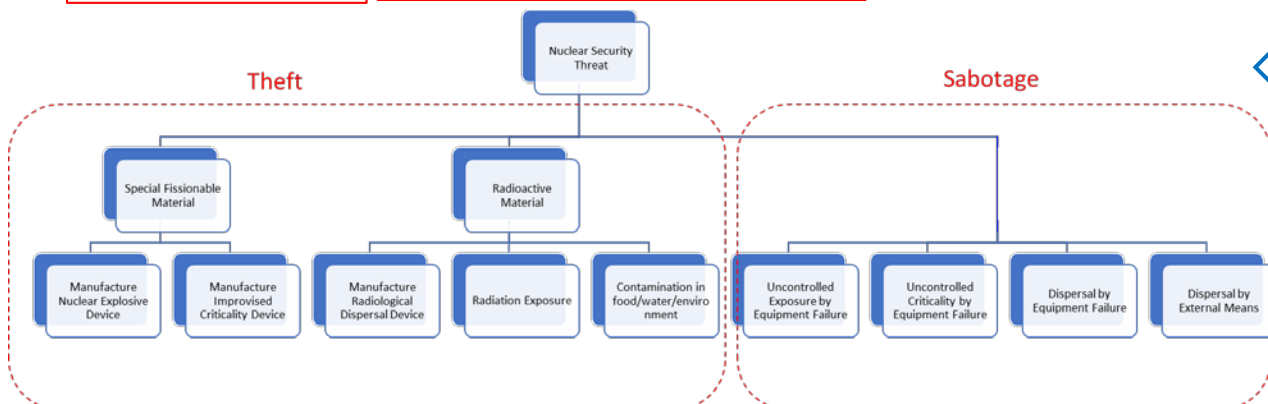 Nuclear Security
Threat
Theft
Sabotage
Special Fissionable
Material
Radioactive
Material
Manufacture
Nuclear Explosive
Device
Manufacture
Improvised
Criticality Device
Manufacture
Radiological
Dispersal Device
Radiation Exposure
Contamination in
food/water/enviro
nment
Uncontrolled
Exposure by
Equipment Failure
Uncontrolled
Criticality by
Equipment Failure
Dispersal by
Equipment Failure
Dispersal by
External Means